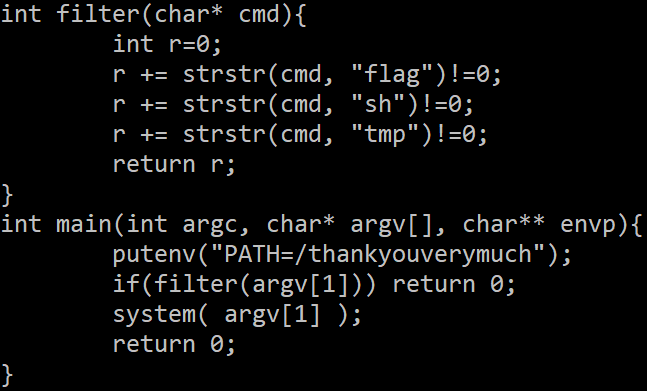 int filter(char* cmd){
        int r=0;
        r += strstr(cmd, "flag")!=0;
        r += strstr(cmd, "sh")!=0;
        r += strstr(cmd, "tmp")!=0;
        return r;
}
int main(int argc, char* argv[], char** envp){
        putenv("PATH=/thankyouverymuch");
        if(filter(argv[1])) return 0;
        system( argv[1] );
        return 0;
}